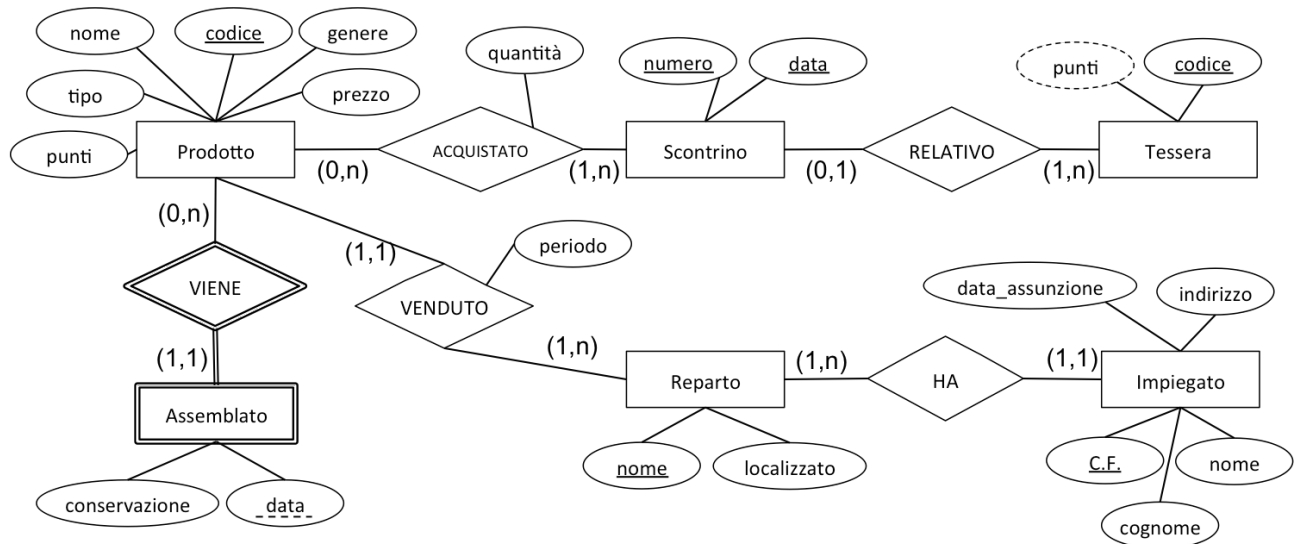 nome
codice
genere
quantità
numero
data
punti
codice
tipo
prezzo
punti
Prodotto
ACQUISTATO
Scontrino
RELATIVO
Tessera
(0,n)
(1,n)
(0,1)
(1,n)
(0,n)
(1,1)
periodo
VIENE
VENDUTO
data_assunzione
indirizzo
(1,1)
(1,n)
(1,n)
(1,1)
Reparto
HA
Impiegato
Assemblato
nome
localizzato
C.F.
nome
conservazione
data
cognome